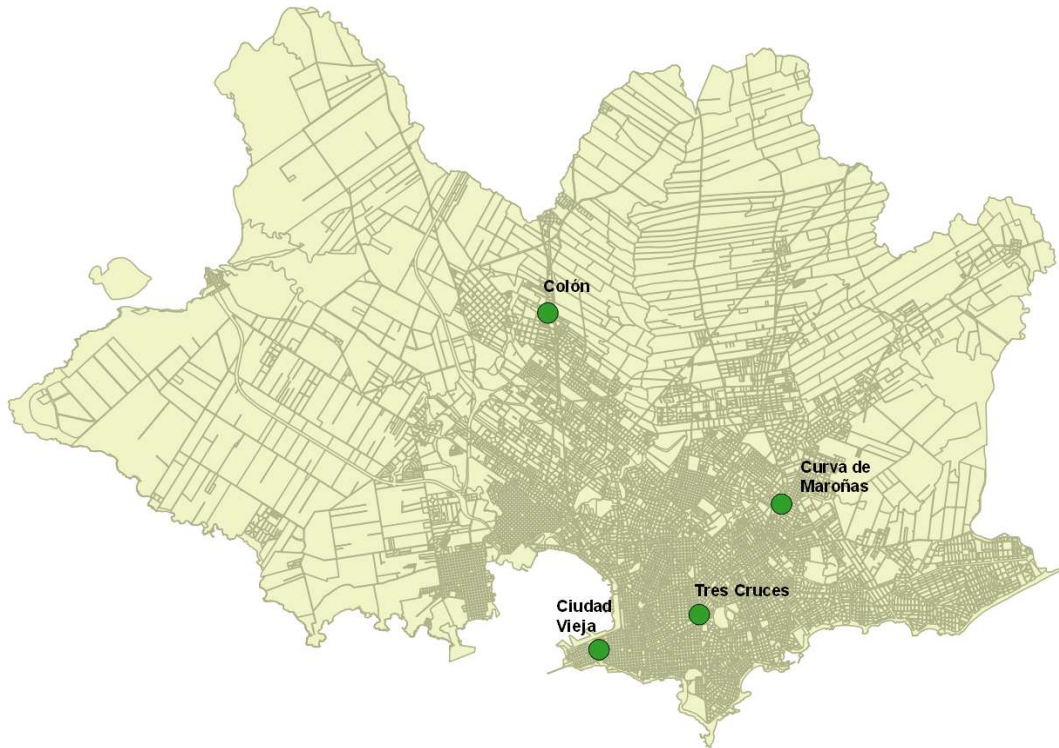 Colón
Curva de
Maroñas
Tres Cruces
Ciudad
Vieja